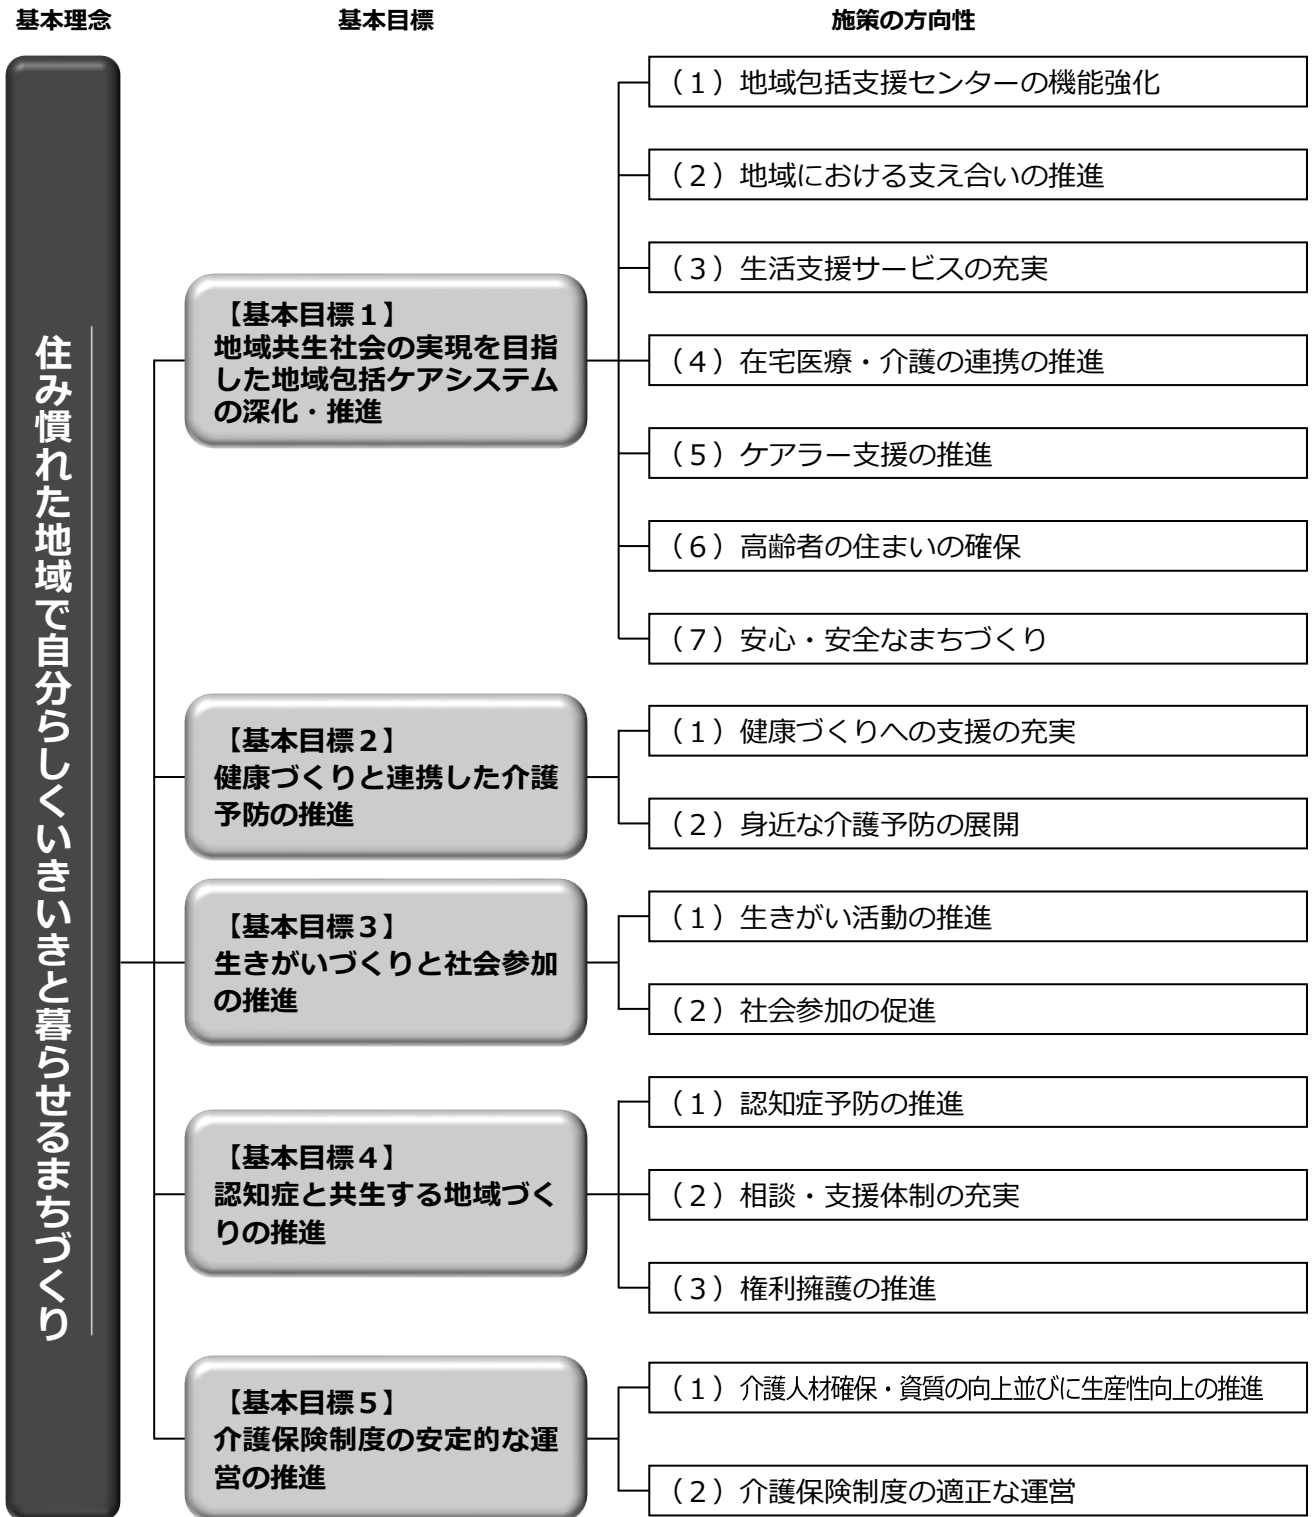 基本理念
基本目標
施策の方向性
住み慣れた地域で自分らしくいきいきと暮らせるまちづくり
【基本目標１】
地域共生社会の実現を目指
した地域包括ケアシステム
の深化・推進
（１）地域包括支援センターの機能強化
（２）地域における支え合いの推進
（３）生活支援サービスの充実
（４）在宅医療・介護の連携の推進
（５）ケアラー支援の推進
（６）高齢者の住まいの確保
（７）安心・安全なまちづくり
【基本目標２】
健康づくりと連携した介護
予防の推進
（１）健康づくりへの支援の充実
（２）身近な介護予防の展開
【基本目標３】
生きがいづくりと社会参加
の推進
（１）生きがい活動の推進
（２）社会参加の促進
【基本目標４】
認知症と共生する地域づく
りの推進
（１）認知症予防の推進
（２）相談・支援体制の充実
（３）権利擁護の推進
【基本目標５】
介護保険制度の安定的な運
営の推進
（１）介護人材確保・資質の向上並びに生産性向上の推進
（２）介護保険制度の適正な運営